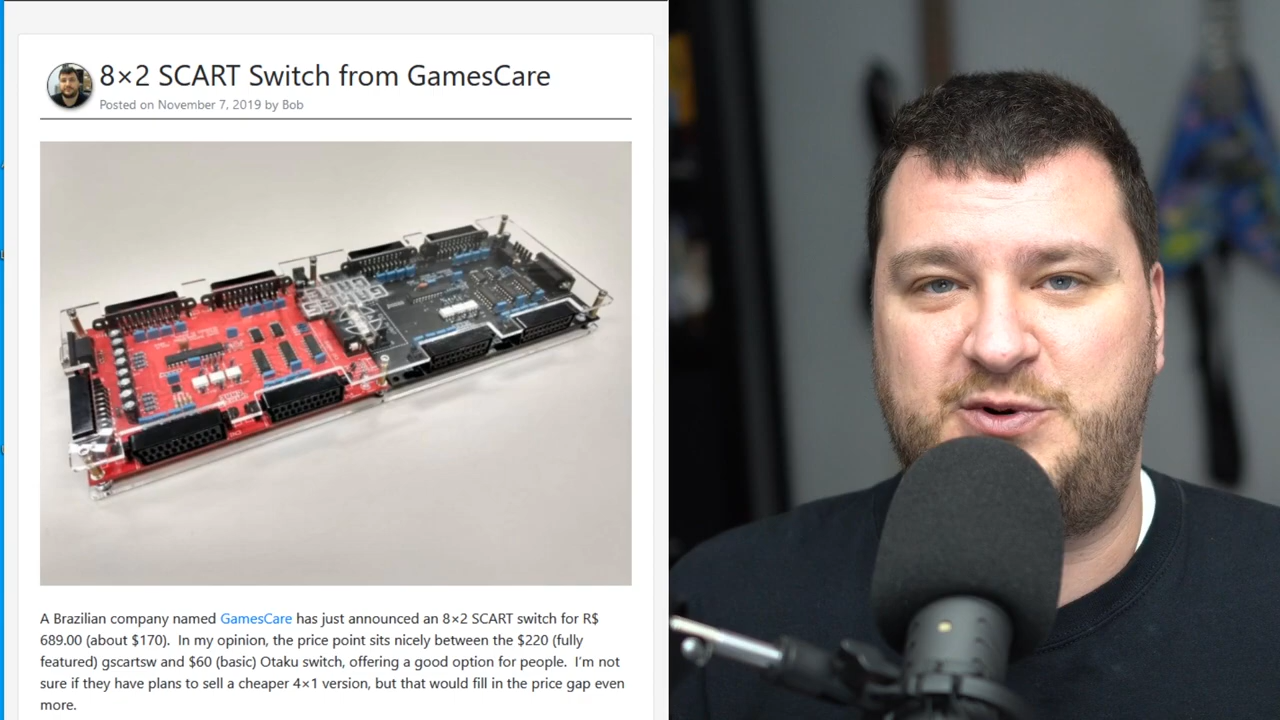 8×2 SCART Switch from GamesCare
Posted on November 7, 2019 by Bob
A Brazilian company named GamesCare has just announced an 8×2 SCART switch for R$
689.00 (about $170).  In my opinion, the price point sits nicely between the $220 (fully
featured) gscartsw and $60 (basic) Otaku switch, offering a good option for people.  I'm not
sure if they have plans to sell a cheaper 4×1 version, but that would fill in the price gap even
more.